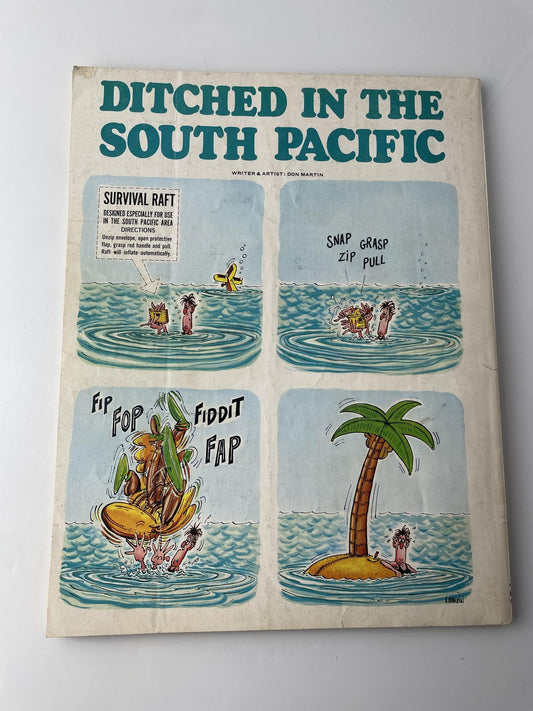 DITCHED IN THE
SOUTH PACIFIC
WRITER & ARTIST: DON MARTIN
SURVIVAL RAFT
DESIGNED ESPECIALLY FOR USE
IN THE SOUTH PACIFIC AREA
DIRECTIONS
Unzip envelope, open protective
flap, grasp red handle and pull.
Raft will inflate automatically.
SNAP GRASP
ZIP PULL
FIP
FOP
FIDDIT
FAP